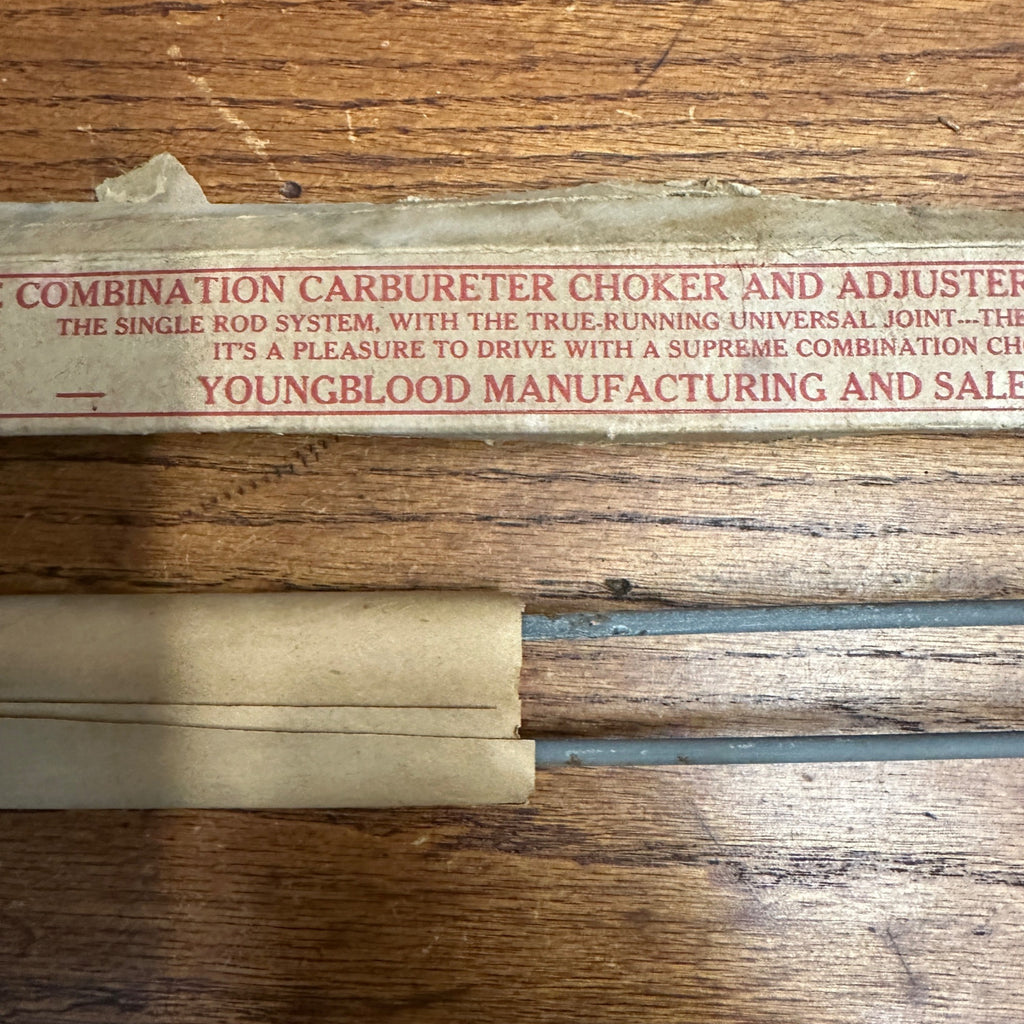 COMBINATION CARBURETER CHOKER AND ADJUSTER
THE SINGLE ROD SYSTEM, WITH THE TRUE-RUNNING UNIVERSAL JOINT---THE
IT'S A PLEASURE TO DRIVE WITH A SUPREME COMBINATION
YOUNGBLOOD MANUFACTURING AND